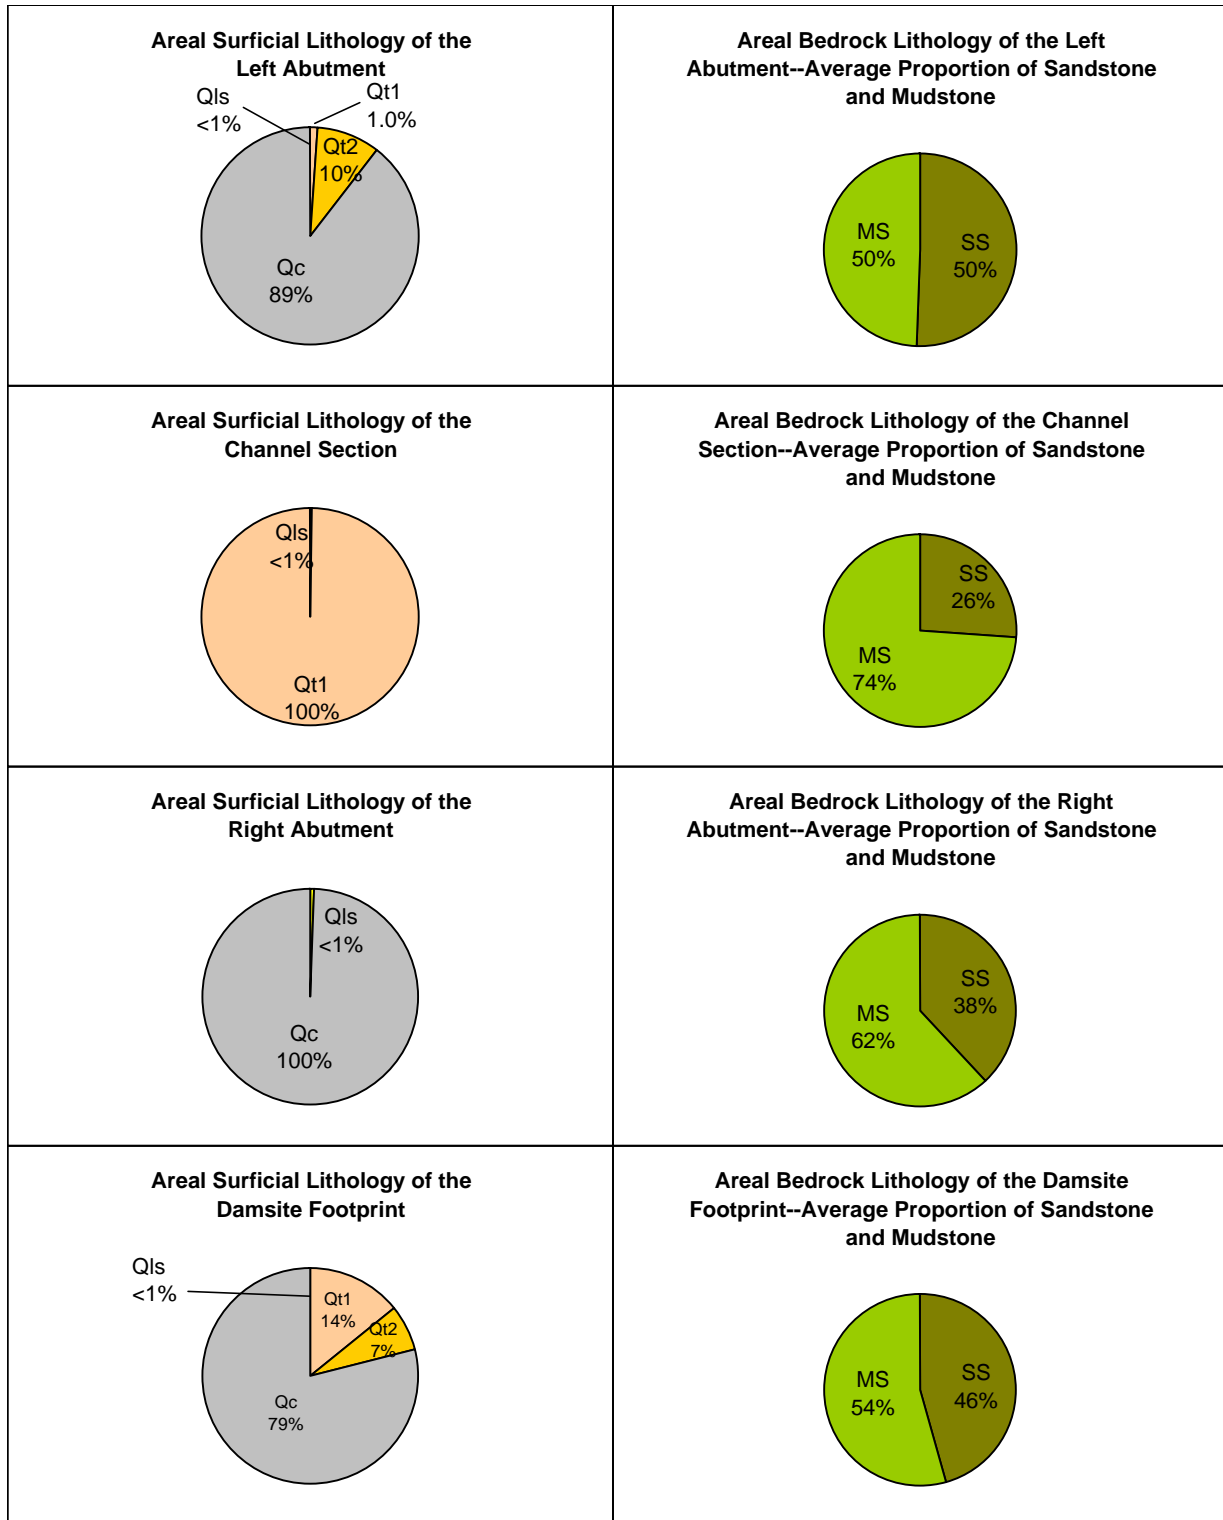 Areal Surficial Lithology of the
Left Abutment
Qls
<1%
Qt1
1.0%
Qt2
10%
Qc
89%
Areal Bedrock Lithology of the Left
Abutment--Average Proportion of Sandstone
and Mudstone
MS
50%
SS
50%
Areal Surficial Lithology of the
Channel Section
Qls
<1%
Qt1
100%
Areal Bedrock Lithology of the Channel
Section--Average Proportion of Sandstone
and Mudstone
SS
26%
MS
74%
Areal Surficial Lithology of the
Right Abutment
Qls
<1%
Qc
100%
Areal Bedrock Lithology of the Right
Abutment--Average Proportion of Sandstone
and Mudstone
SS
38%
MS
62%
Areal Surficial Lithology of the
Damsite Footprint
Qls
<1%
Qt1
14%
Qt2
7%
Qc
79%
Areal Bedrock Lithology of the Damsite
Footprint--Average Proportion of Sandstone
and Mudstone
MS
54%
SS
46%